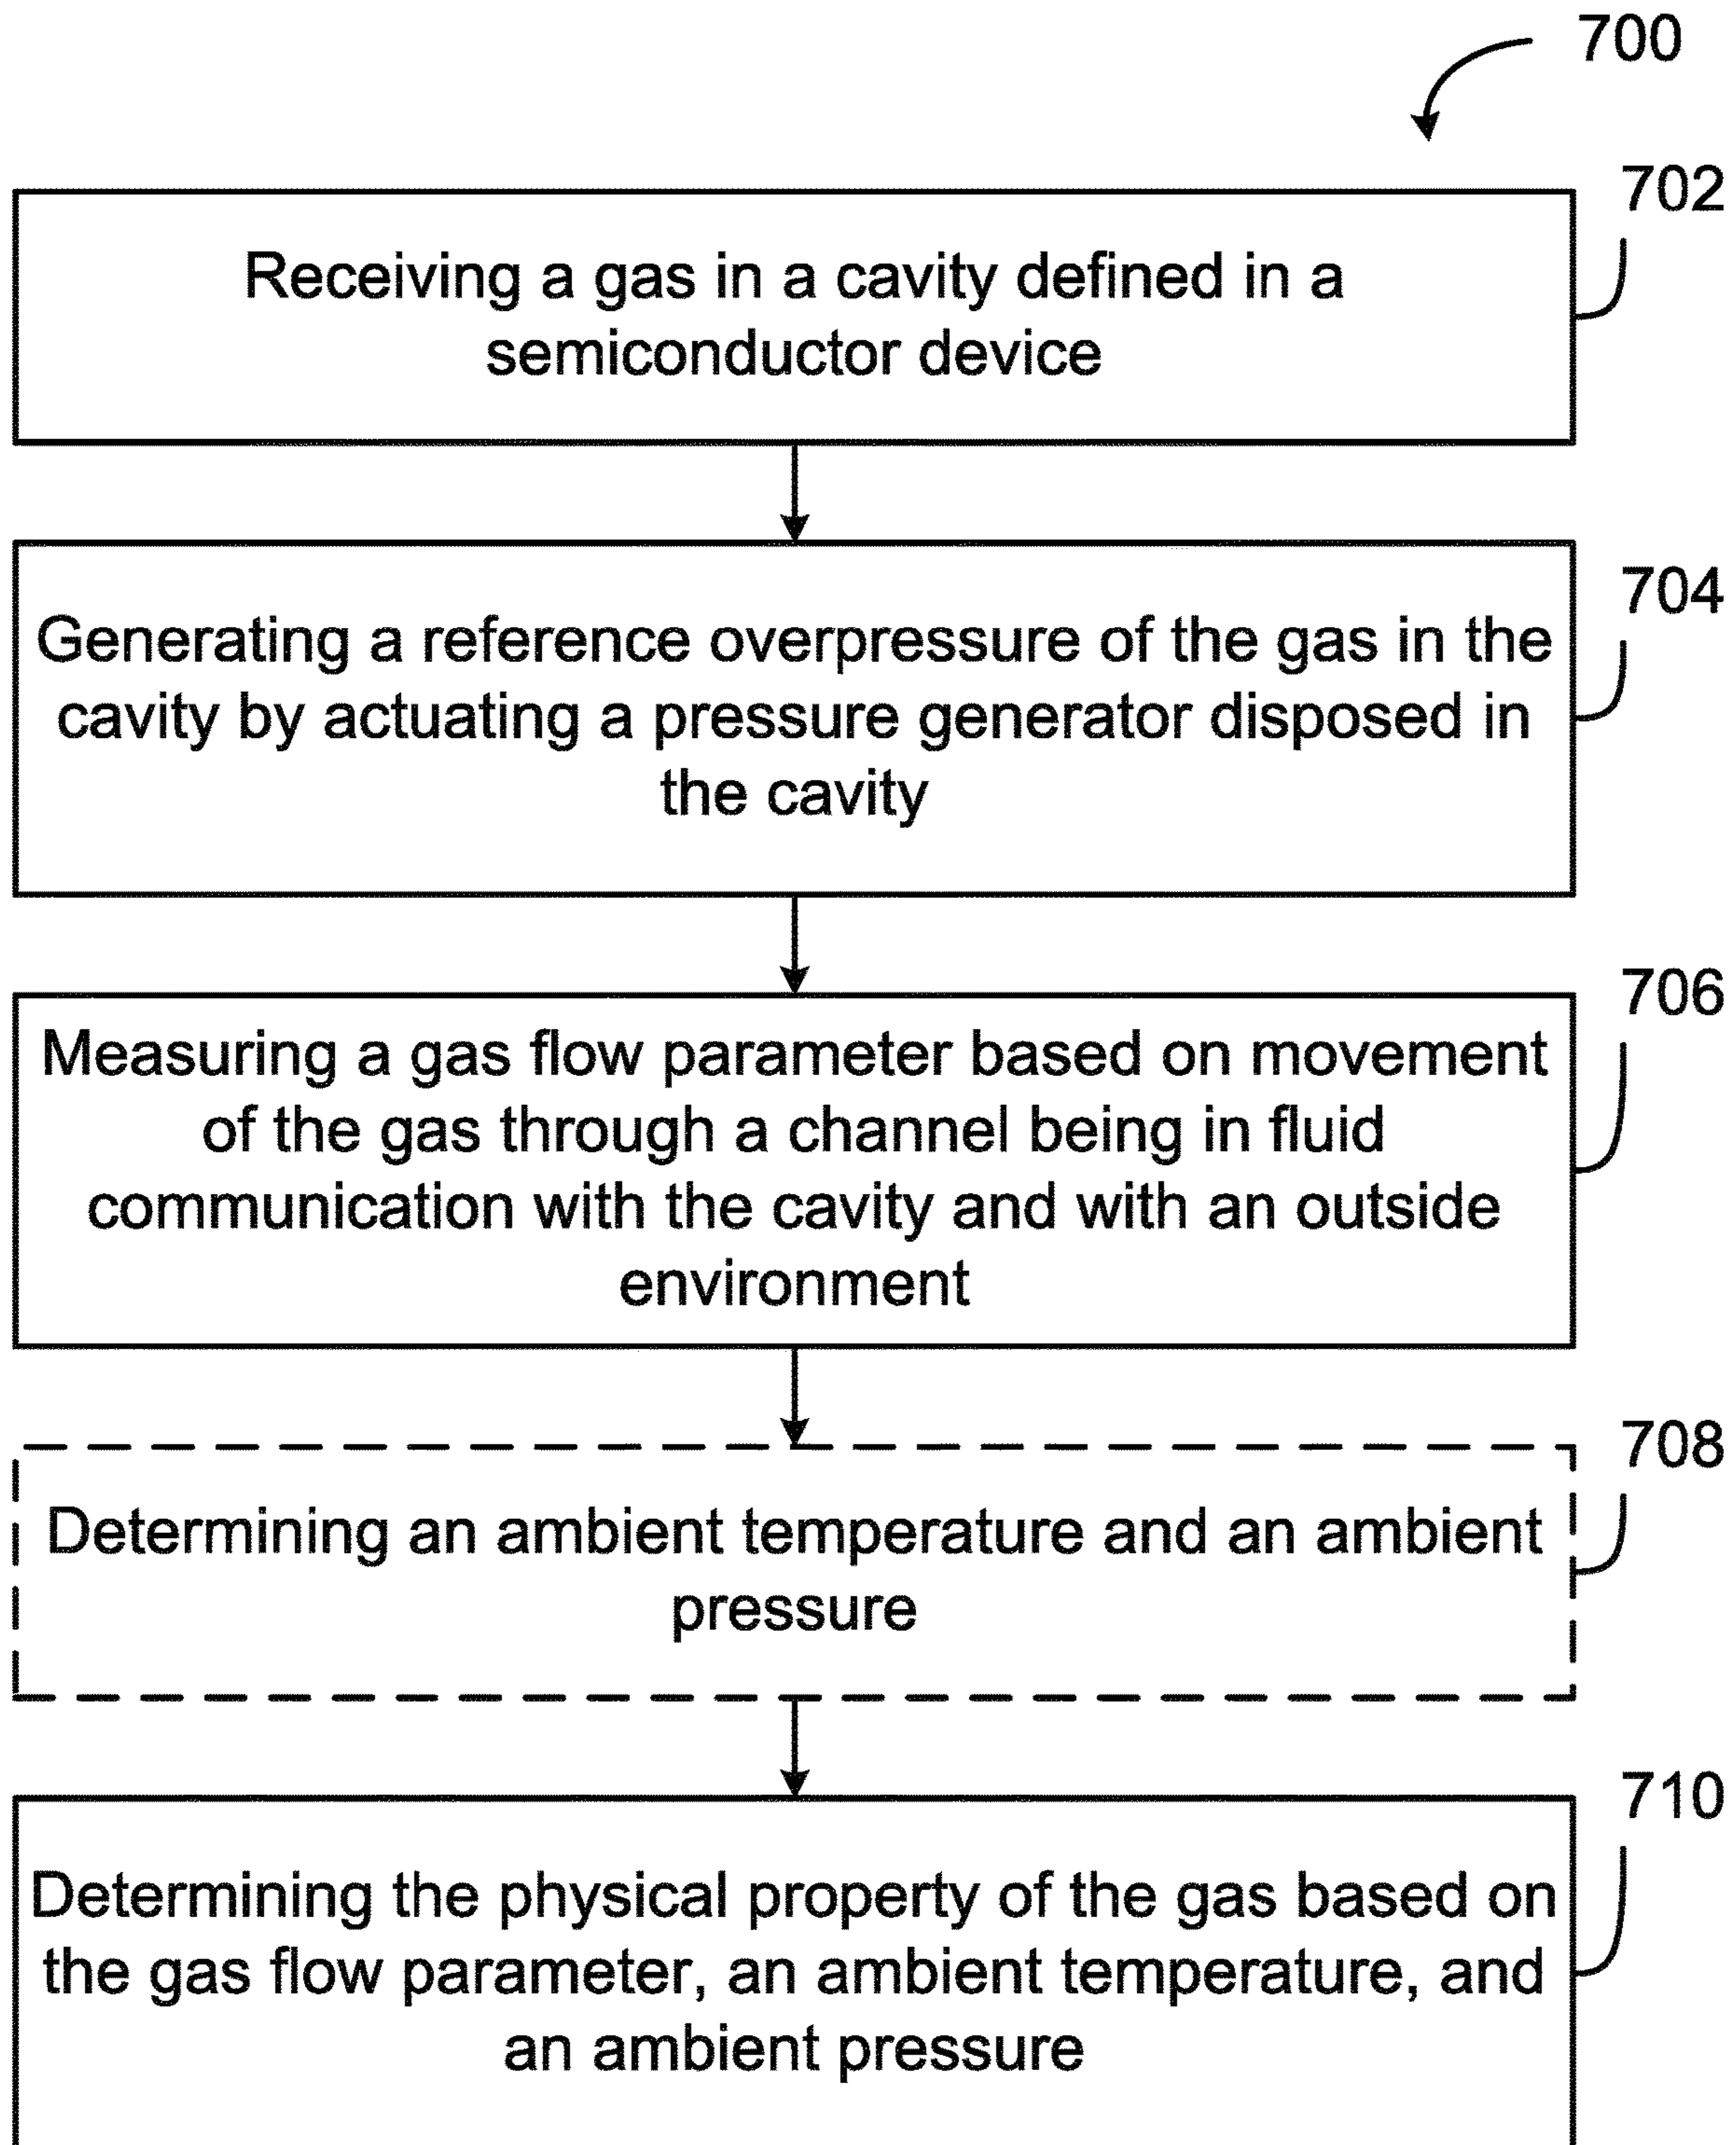 700
702
Receiving a gas in a cavity defined in a
semiconductor device
704
Generating a reference overpressure of the gas in the
cavity by actuating a pressure generator disposed in
the cavity
706
Measuring a gas flow parameter based on movement
of the gas through a channel being in fluid
communication with the cavity and with an outside
environment
708
Determining an ambient temperature and an ambient
pressure
710
Determining the physical property of the gas based on
the gas flow parameter, an ambient temperature, and
an ambient pressure